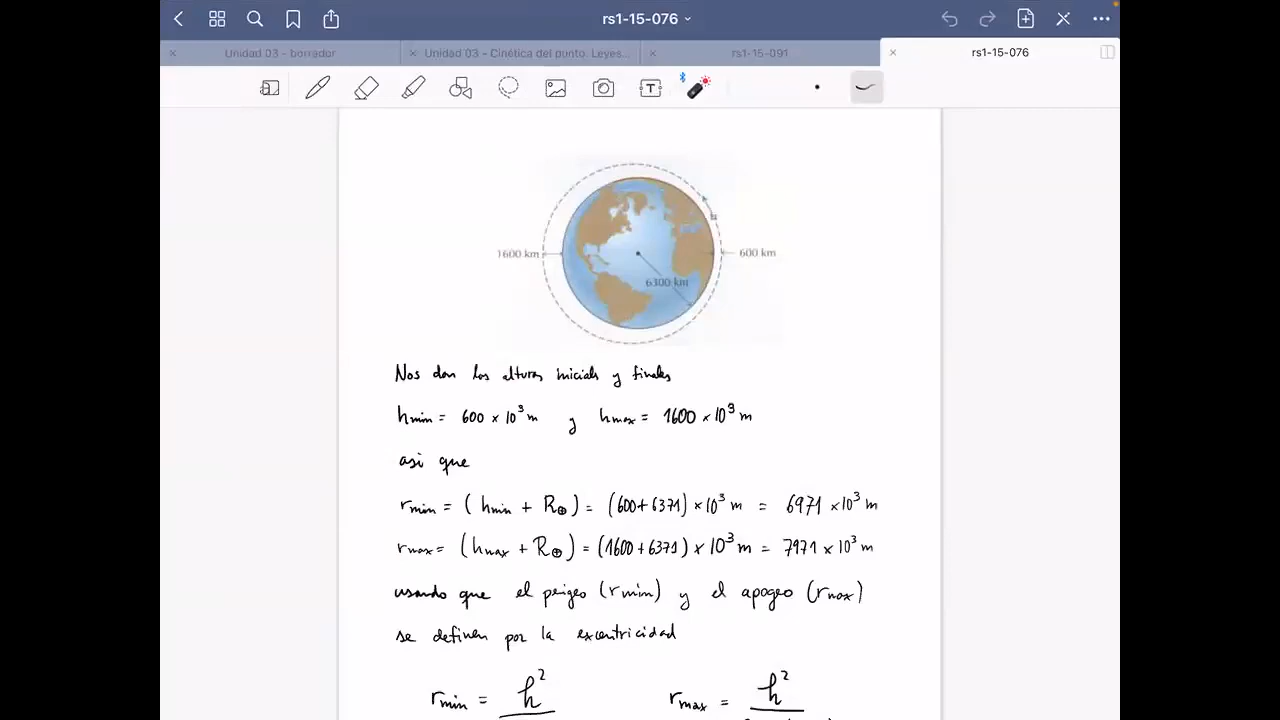 rs1-15-076
Unidad 03 - borrador
Unidad 03 - Cinética del punto. Leyes...
rs1-15-091
rs1-15-076
1600 km
600 km
6300 km
Nos dan las alturas iniciales y finales
hmin = 600 × 10³ m y hmax = 1600 × 10³ m
asi que
rmin = (hmin + R⊕) = (600+6371) × 10³ m = 6971 × 10³ m
rmax = (hmax + R⊕) = (1600+6371) × 10³ m = 7971 × 10³ m
usando que el perigeo (rmin) y el apogeo (rmax)
se definen por la excentricidad
rmin = h² rmax = h²